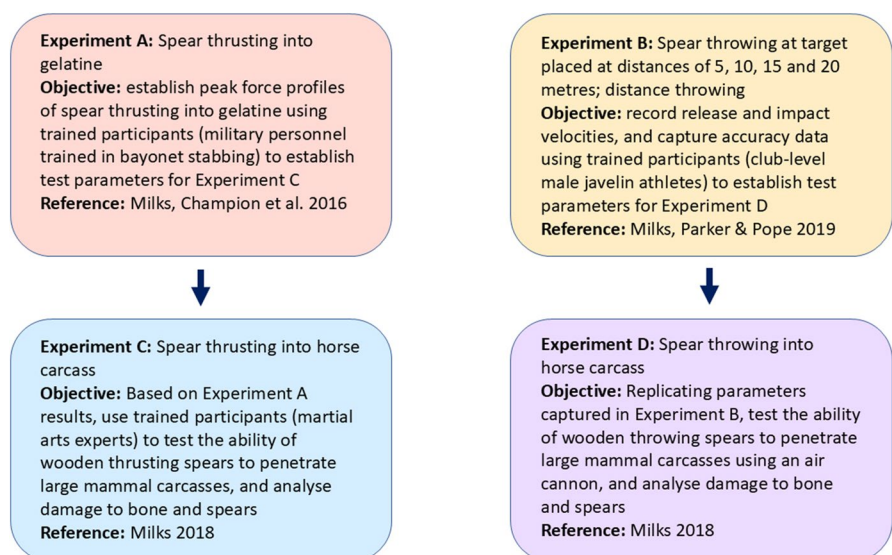 Experiment A: Spear thrusting into
gelatine
Objective: establish peak force profiles
of spear thrusting into gelatine using
trained participants (military personnel
trained in bayonet stabbing) to establish
test parameters for Experiment C
Reference: Milks, Champion et al. 2016
Experiment B: Spear throwing at target
placed at distances of 5, 10, 15 and 20
metres; distance throwing
Objective: record release and impact
velocities, and capture accuracy data
using trained participants (club-level
male javelin athletes) to establish test
parameters for Experiment D
Reference: Milks, Parker & Pope 2019
Experiment C: Spear thrusting into horse
carcass
Objective: Based on Experiment A
results, use trained participants (martial
arts experts) to test the ability of
wooden thrusting spears to penetrate
large mammal carcasses, and analyse
damage to bone and spears
Reference: Milks 2018
Experiment D: Spear throwing into
horse carcass
Objective: Replicating parameters
captured in Experiment B, test the ability
of wooden throwing spears to penetrate
large mammal carcasses using an air
cannon, and analyse damage to bone
and spears
Reference: Milks 2018